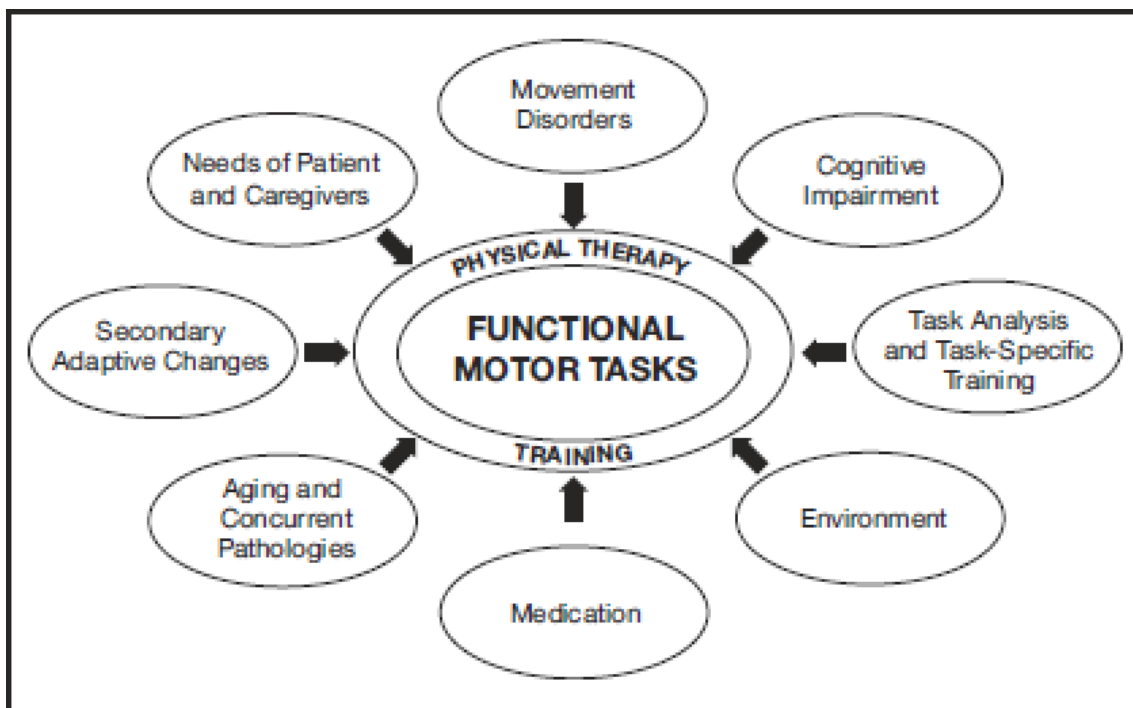 Movement
Disorders
Needs of Patient
and Caregivers
Cognitive
Impairment
PHYSICAL THERAPY
FUNCTIONAL
MOTOR TASKS
TRAINING
Secondary
Adaptive Changes
Task Analysis
and Task-Specific
Training
Aging and
Concurrent
Pathologies
Environment
Medication